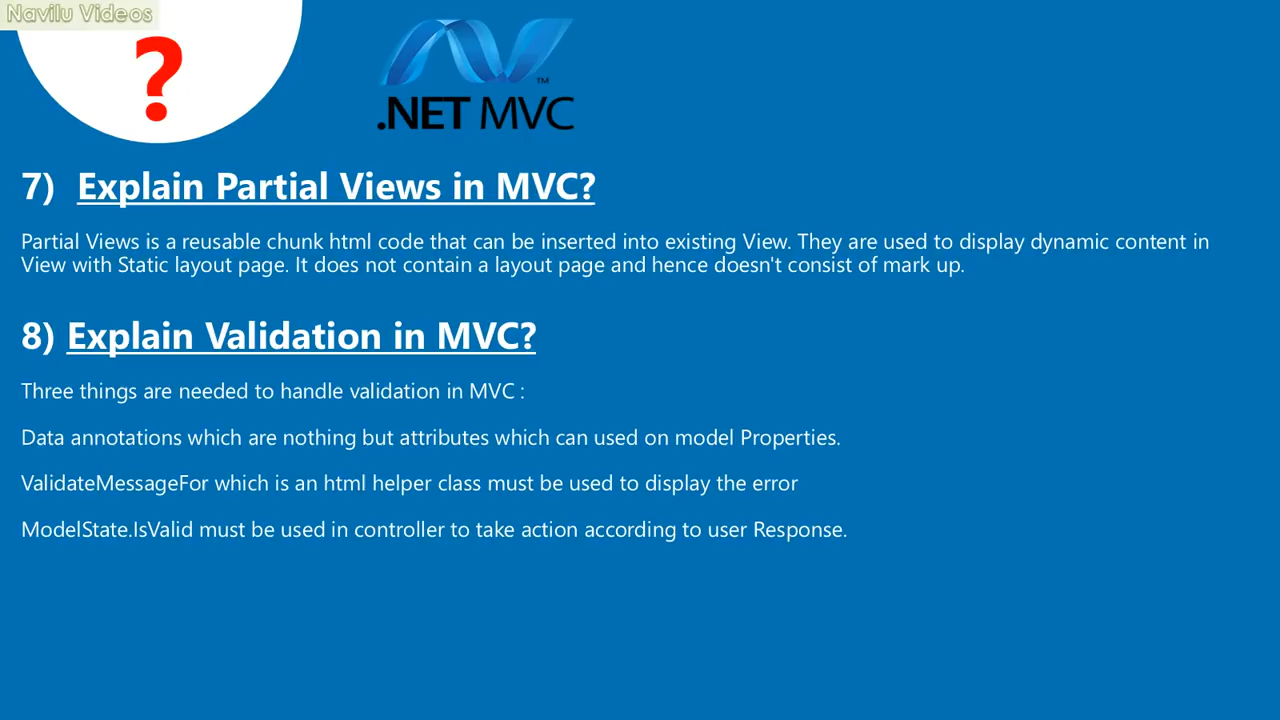 Navilu Videos
?
™
.NET MVC
7) Explain Partial Views in MVC?
Partial Views is a reusable chunk html code that can be inserted into existing View. They are used to display dynamic content in
View with Static layout page. It does not contain a layout page and hence doesn't consist of mark up.
8) Explain Validation in MVC?
Three things are needed to handle validation in MVC :
Data annotations which are nothing but attributes which can used on model Properties.
ValidateMessageFor which is an html helper class must be used to display the error
ModelState.IsValid must be used in controller to take action according to user Response.